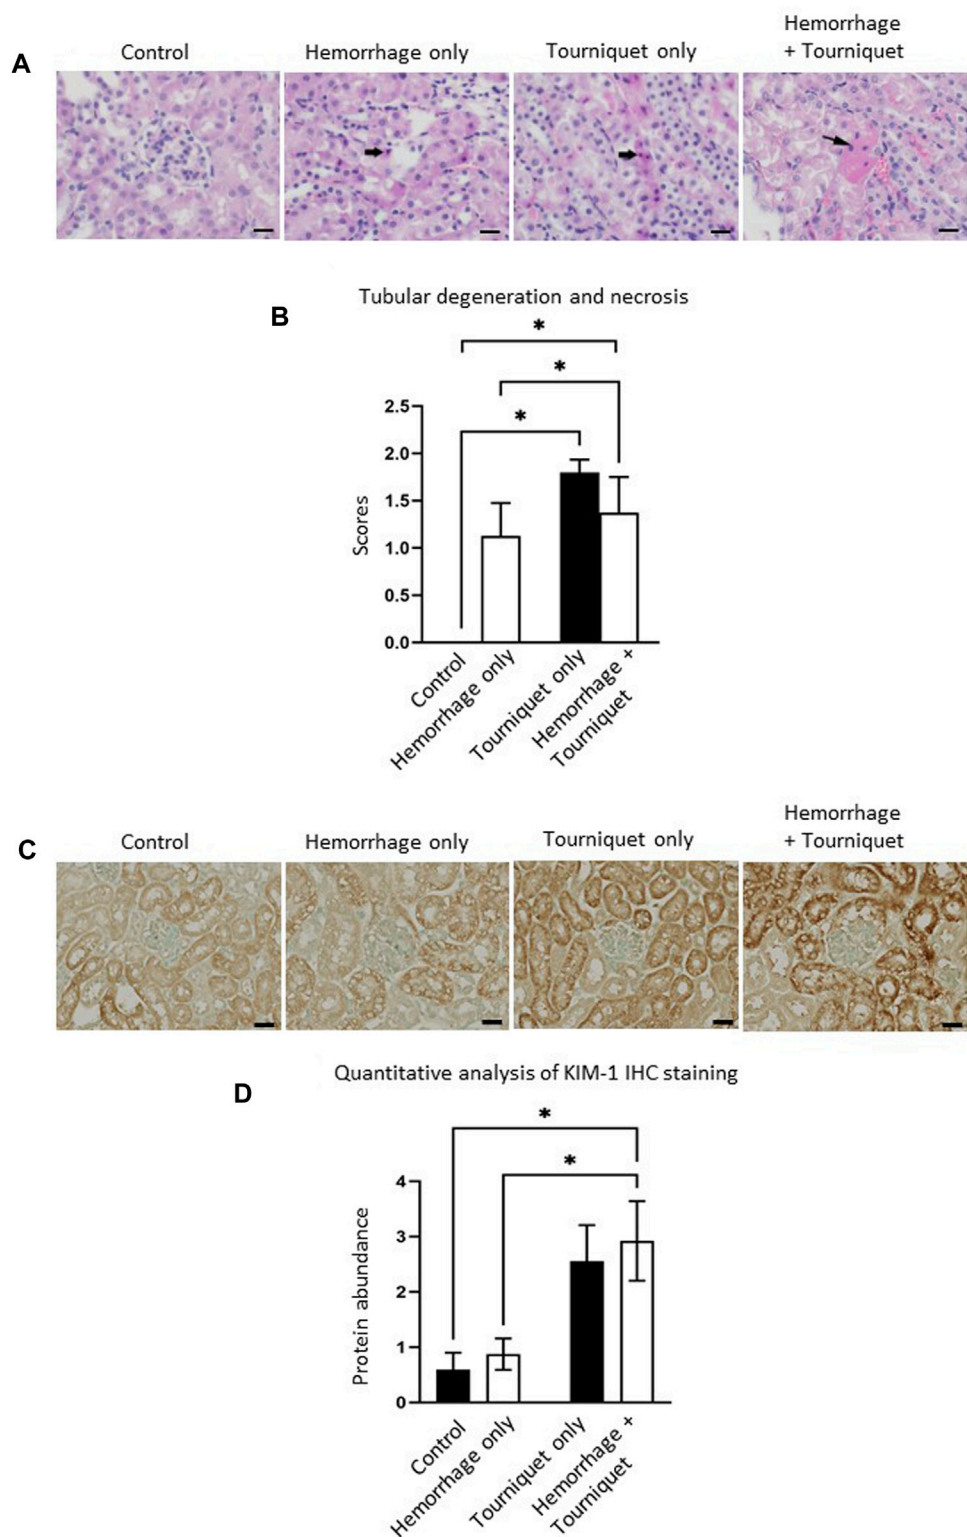 A
Control
Hemorrhage only
Tourniquet only
Hemorrhage
+ Tourniquet
B
Tubular degeneration and necrosis
*
*
*
2.5
2.0
1.5
1.0
0.5
0.0
Scores
Control
Hemorrhage only
Tourniquet only
Hemorrhage +
Tourniquet
C
Control
Hemorrhage only
Tourniquet only
Hemorrhage
+ Tourniquet
D
Quantitative analysis of KIM-1 IHC staining
*
*
4
3
2
1
0
Protein abundance
Control
Hemorrhage only
Tourniquet only
Hemorrhage +
Tourniquet